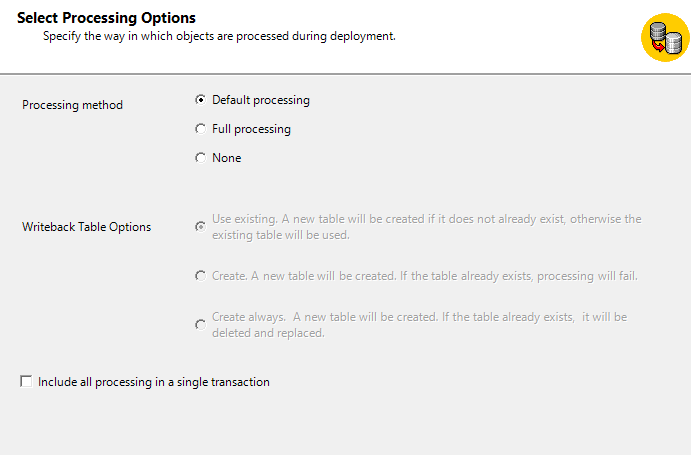 Select Processing Options
Specify the way in which objects are processed during deployment.
Processing method
Default processing
Full processing
None
Writeback Table Options
Use existing. A new table will be created if it does not already exist, otherwise the
existing table will be used.
Create. A new table will be created. If the table already exists, processing will fail.
Create always.  A new table will be created. If the table already exists,  it will be
deleted and replaced.
Include all processing in a single transaction